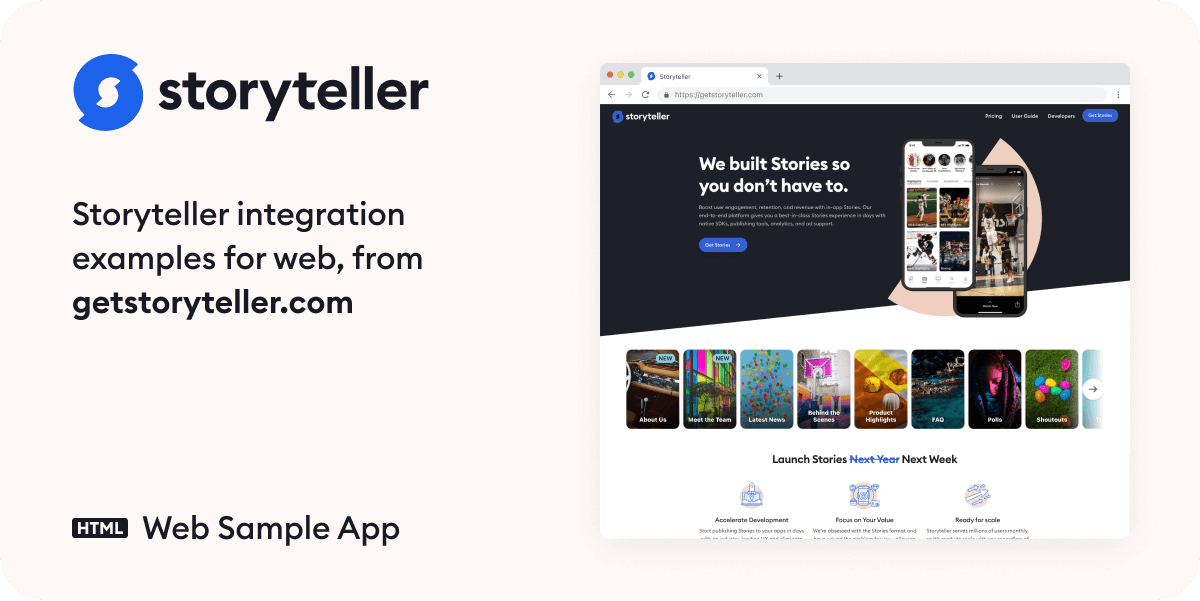 storyteller
Storyteller integration
examples for web, from
getstoryteller.com
HTML Web Sample App
Storyteller
https://getstoryteller.com
storyteller
Pricing
User Guide
Developers
Get Stories
We built Stories so
you don't have to.
Boost user engagement, retention, and revenue with in-app Stories. Our
end-to-end platform gives you a best-in-class Stories experience in days with
native SDKs, publishing tools, analytics, and ad support.
Get Stories
NEW
About Us
NEW
Meet the Team
Latest News
Behind the
Scenes
Product
Highlights
FAQ
Polls
Shoutouts
Launch Stories Next Year Next Week
Accelerate Development
Start publishing Stories to your apps in days
Focus on Your Value
We're obsessed with the Stories format and
Ready for scale
Storyteller serves millions of users monthly,